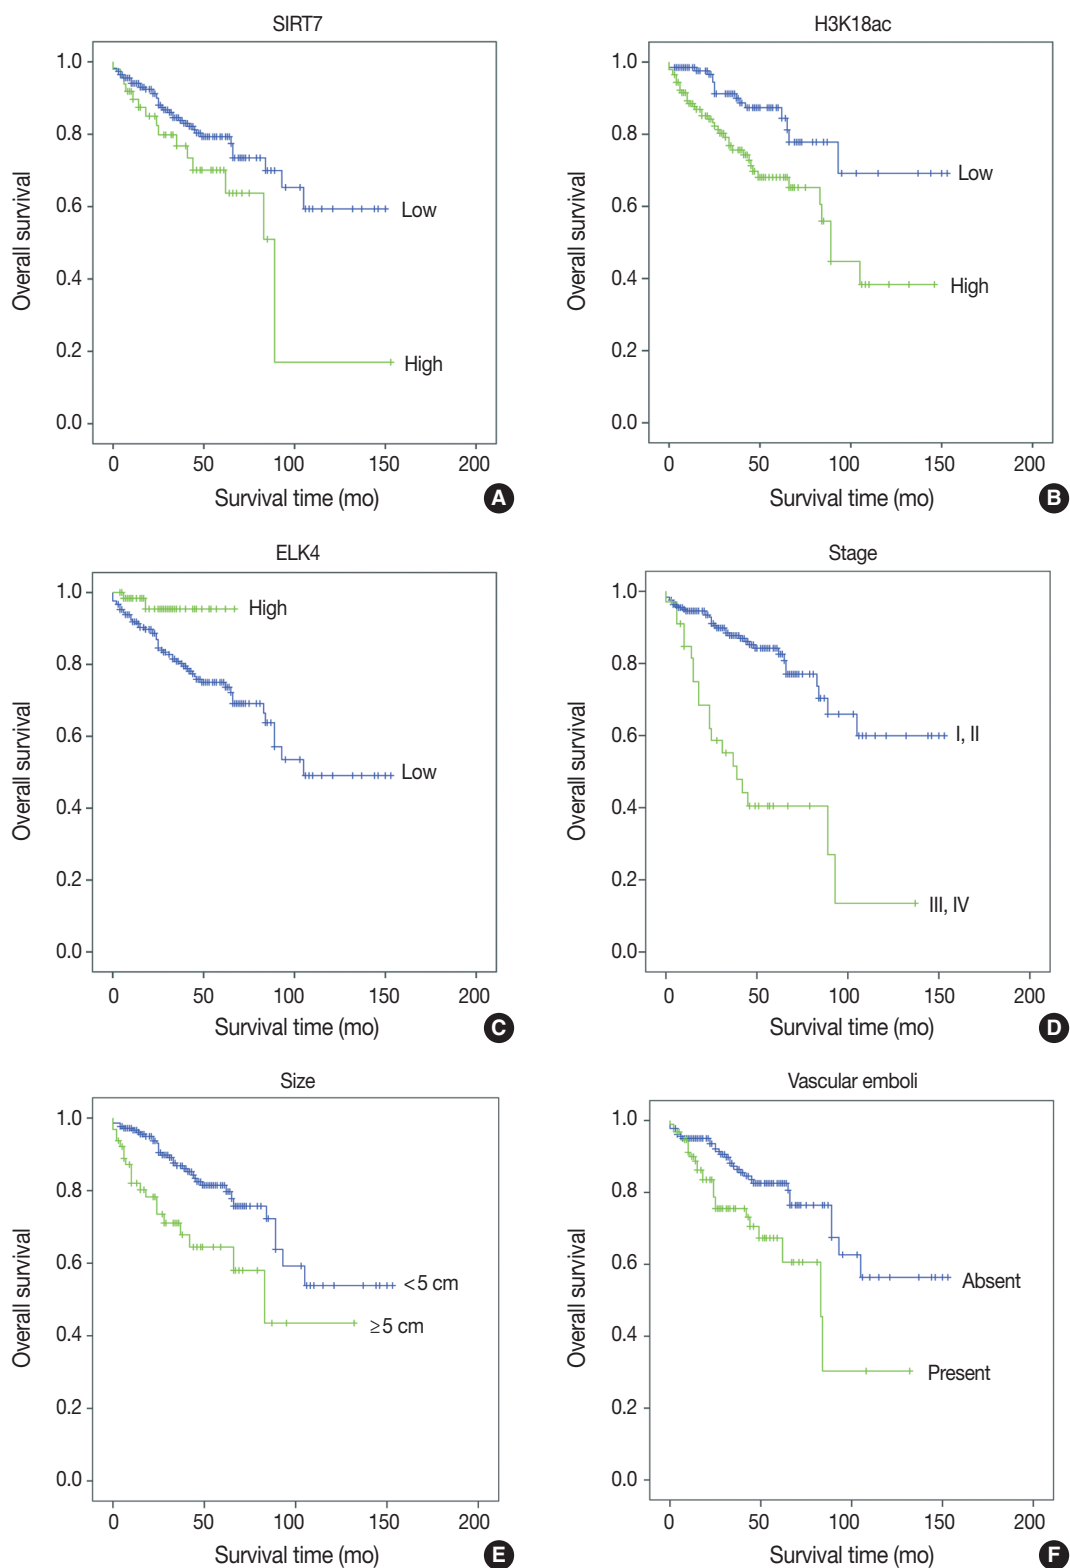 SIRT7
1.0
0.8
0.6
0.4
0.2
0.0
Overall survival
Low
High
0 50 100 150 200
Survival time (mo)
A
H3K18ac
1.0
0.8
0.6
0.4
0.2
0.0
Overall survival
Low
High
0 50 100 150 200
Survival time (mo)
B
ELK4
1.0
0.8
0.6
0.4
0.2
0.0
Overall survival
High
Low
0 50 100 150 200
Survival time (mo)
C
Stage
1.0
0.8
0.6
0.4
0.2
0.0
Overall survival
I, II
III, IV
0 50 100 150 200
Survival time (mo)
D
Size
1.0
0.8
0.6
0.4
0.2
0.0
Overall survival
<5 cm
≥5 cm
0 50 100 150 200
Survival time (mo)
E
Vascular emboli
1.0
0.8
0.6
0.4
0.2
0.0
Overall survival
Absent
Present
0 50 100 150 200
Survival time (mo)
F